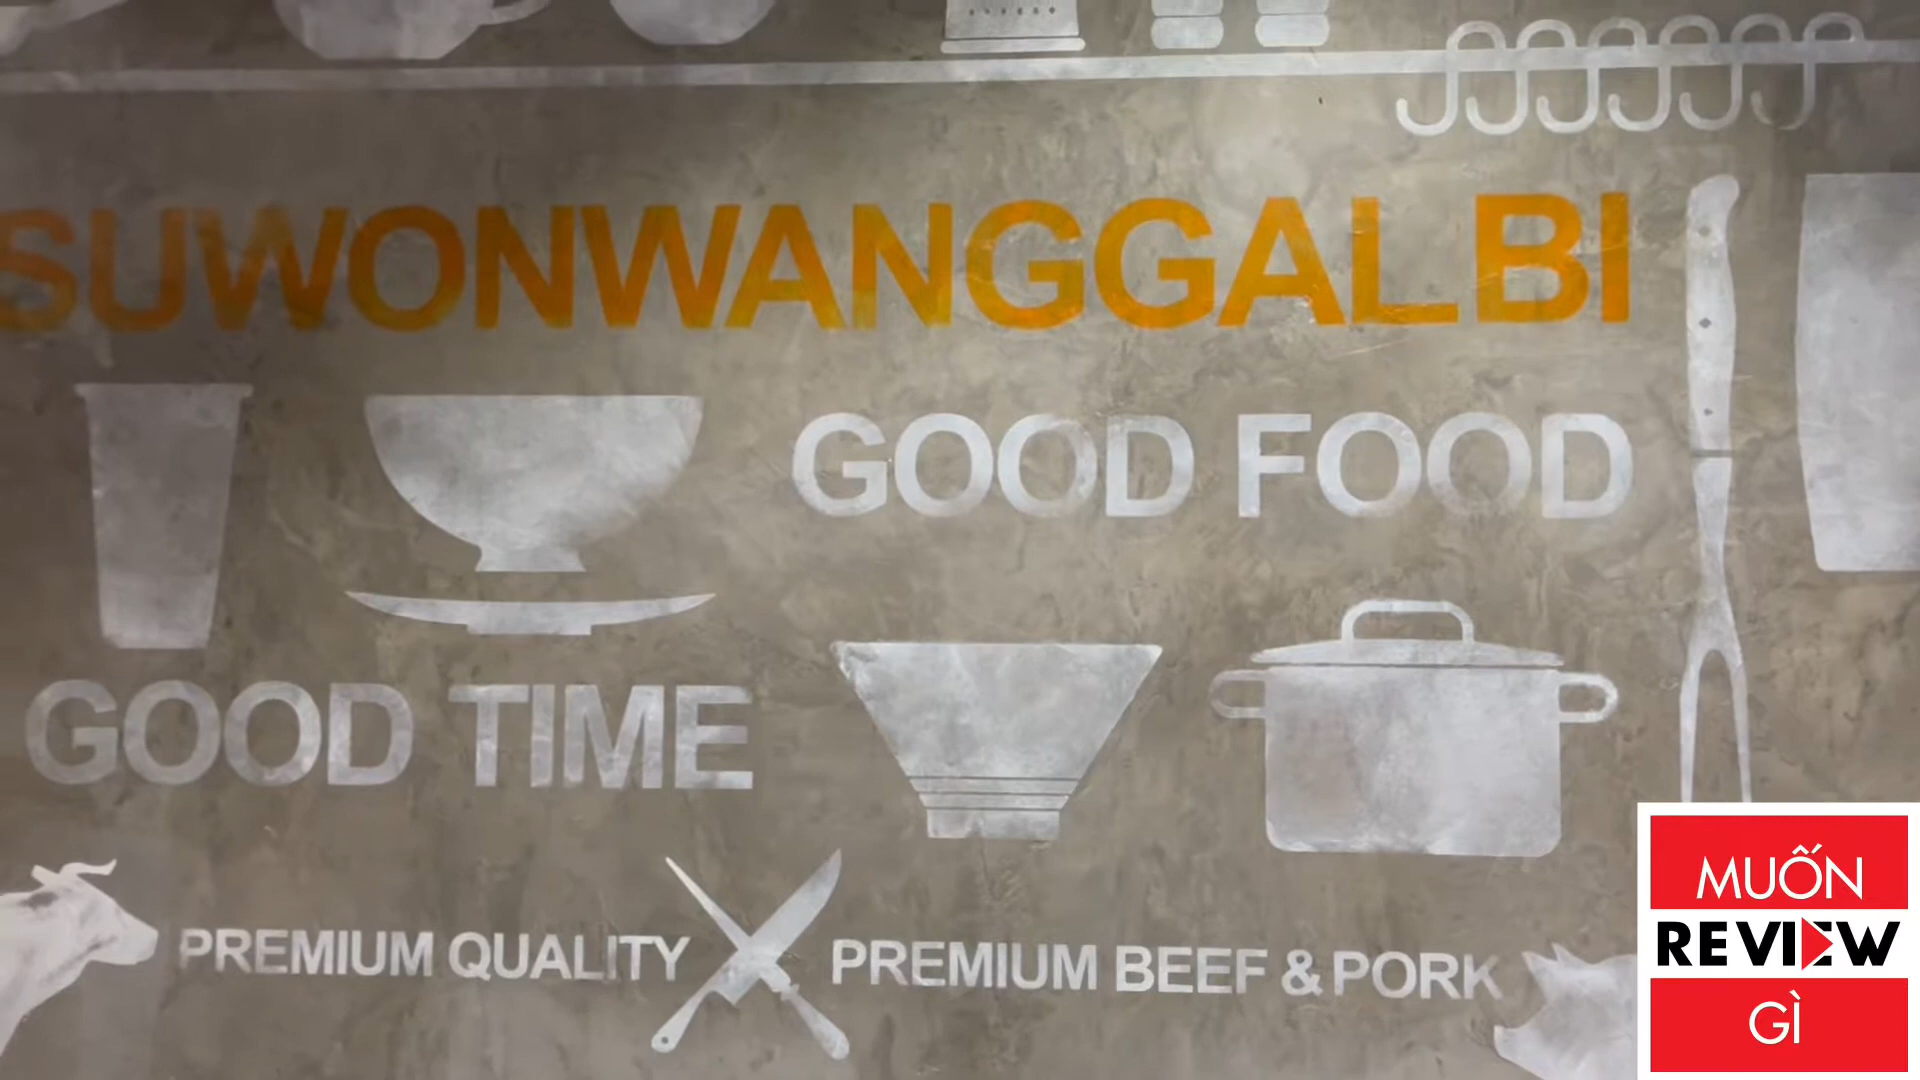 SUWONWANGGALBI
GOOD FOOD
GOOD TIME
PREMIUM QUALITY
PREMIUM BEEF & PORK
MUỐN
REVIEW
GÌ